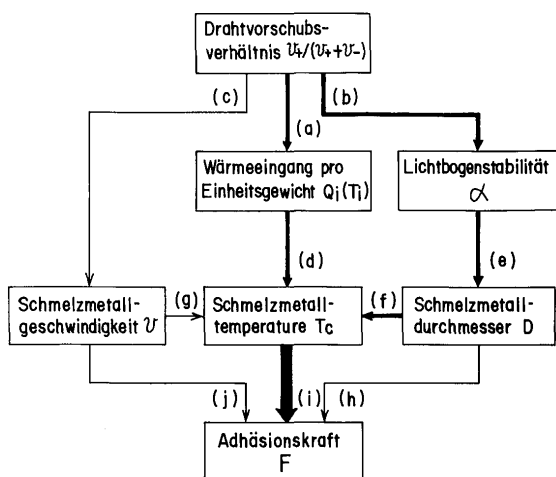 Drahtvorschubs-
verhältnis v₊/(v₊+v₋)
(c)
(b)
(a)
Wärmeeingang pro
Einheitsgewicht Qi(Ti)
Lichtbogenstabilität
α
(d)
(e)
Schmelzmetall-
geschwindigkeit v
(g)
Schmelzmetall-
temperature Tc
(f)
Schmelzmetall-
durchmesser D
(j)
(i)
(h)
Adhäsionskraft
F